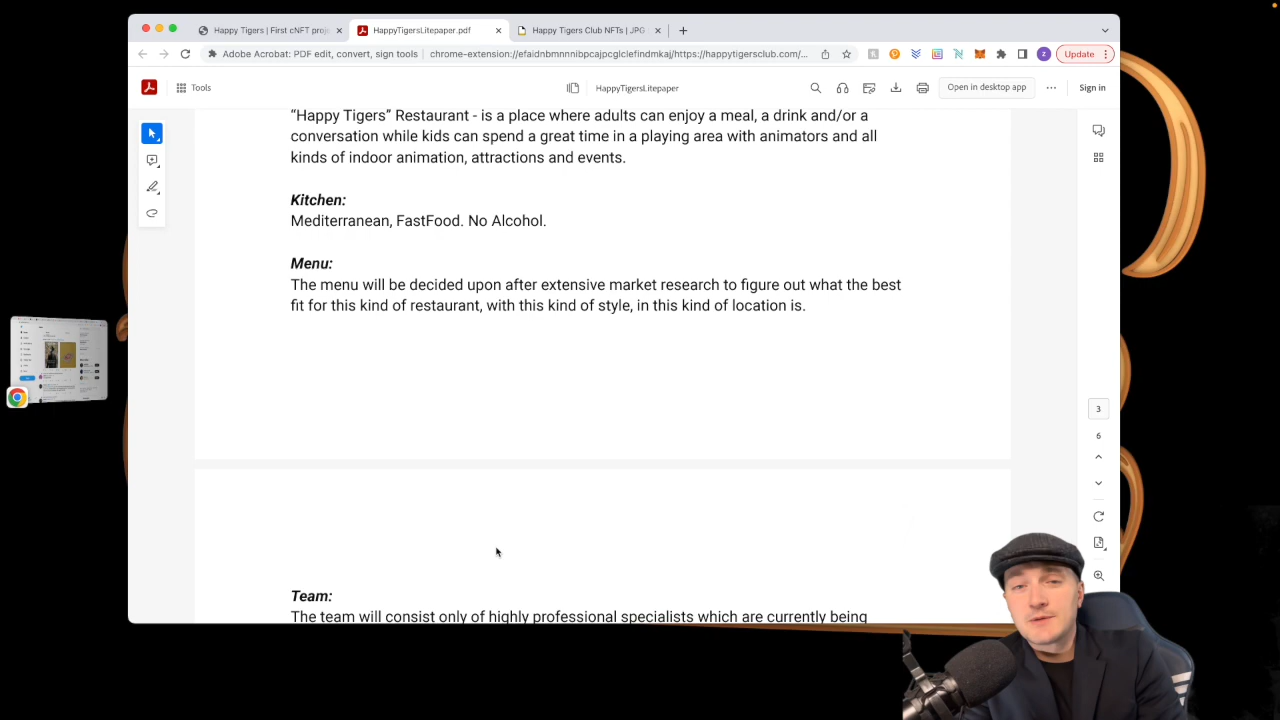 Happy Tigers | First cNFT proje
HappyTigersLitepaper.pdf
Happy Tigers Club NFTs | JPG
Adobe Acrobat: PDF edit, convert, sign tools
chrome-extension://efaidnbmnnnibpcajpcglclefindmkaj/https://happytigersclub.com/...
Update
Tools
HappyTigersLitepaper
Open in desktop app
Sign in
“Happy Tigers” Restaurant - is a place where adults can enjoy a meal, a drink and/or a
conversation while kids can spend a great time in a playing area with animators and all
kinds of indoor animation, attractions and events.
Kitchen:
Mediterranean, FastFood. No Alcohol.
Menu:
The menu will be decided upon after extensive market research to figure out what the best
fit for this kind of restaurant, with this kind of style, in this kind of location is.
3
6
Team:
The team will consist only of highly professional specialists which are currently being